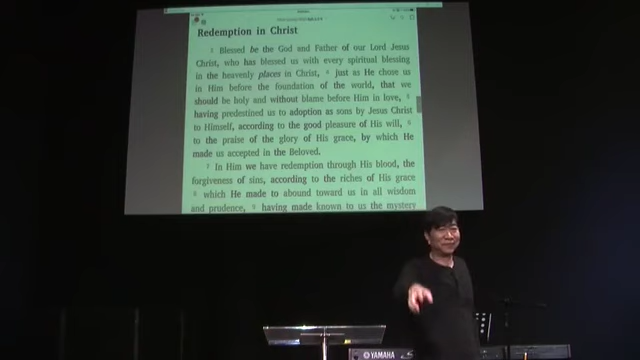 Redemption in Christ
3 Blessed be the God and Father of our Lord Jesus
Christ, who has blessed us with every spiritual blessing
in the heavenly places in Christ, 4 just as He chose us
in Him before the foundation of the world, that we
should be holy and without blame before Him in love, 5
having predestined us to adoption as sons by Jesus Christ
to Himself, according to the good pleasure of His will, 6
to the praise of the glory of His grace, by which He
made us accepted in the Beloved.
7 In Him we have redemption through His blood, the
forgiveness of sins, according to the riches of His grace
8 which He made to abound toward us in all wisdom
and prudence, 9 having made known to us the mystery
YAMAHA